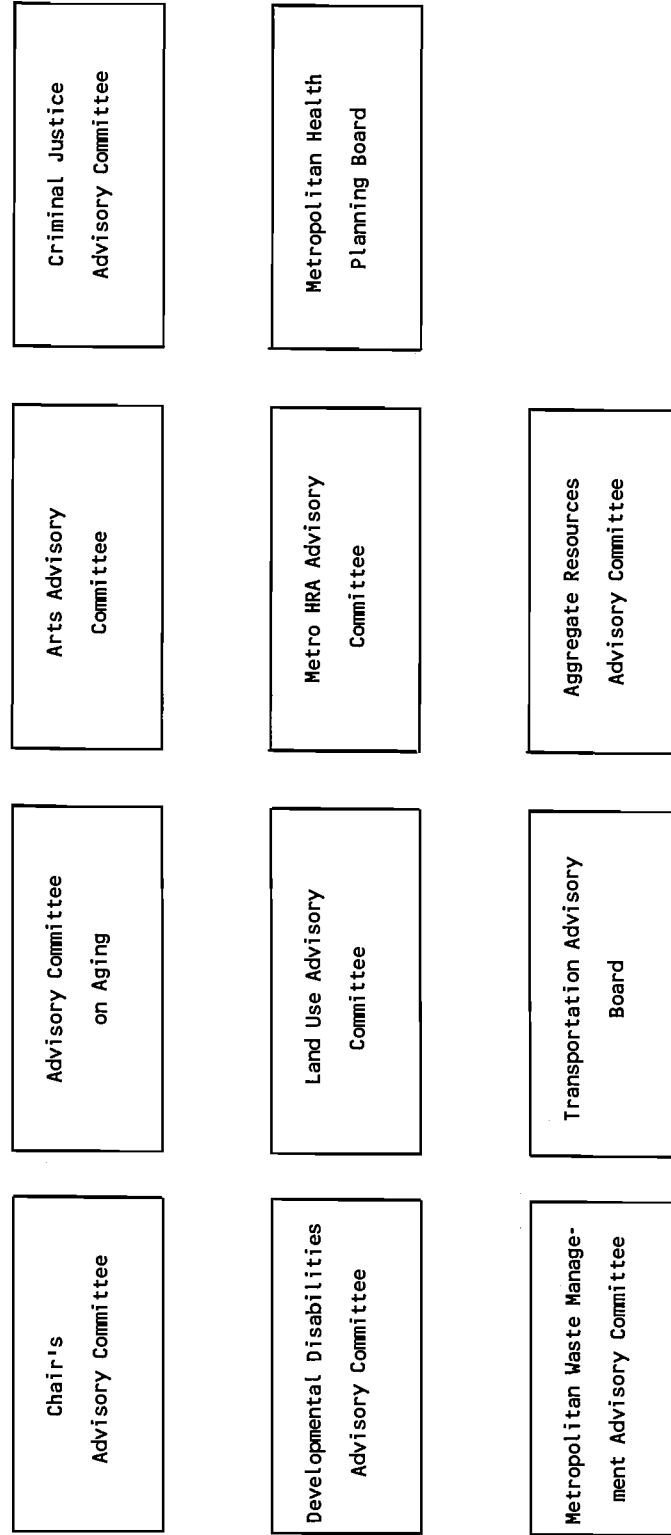 Chair's
Advisory Committee
Advisory Committee
on Aging
Arts Advisory
Committee
Criminal Justice
Advisory Committee
Developmental Disabilities
Advisory Committee
Land Use Advisory
Committee
Metro HRA Advisory
Committee
Metropolitan Health
Planning Board
Metropolitan Waste Manage-
ment Advisory Committee
Transportation Advisory
Board
Aggregate Resources
Advisory Committee